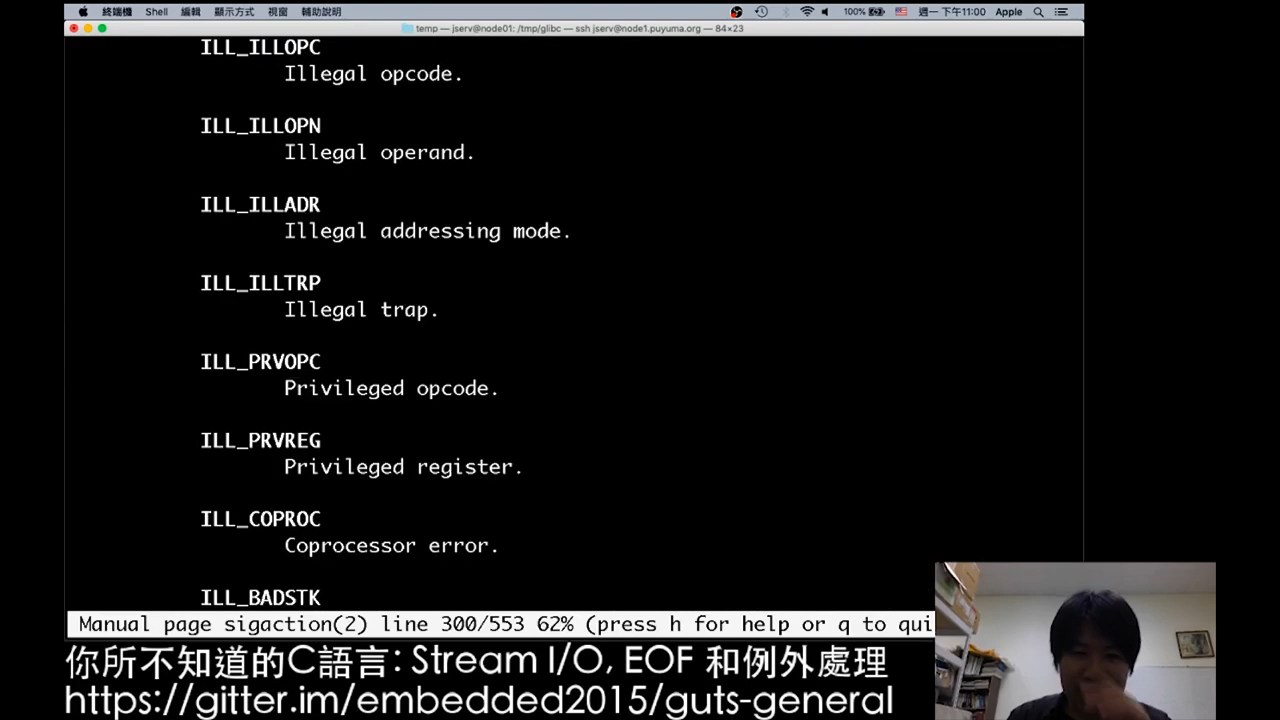 終端機 Shell 編輯 顯示方式 視窗 輔助說明 100% 週一下午11:00 Apple
temp — jserv@node01: /tmp/glibc — ssh jserv@node1.puyuma.org — 84×23
ILL_ILLOPC
Illegal opcode.
ILL_ILLOPN
Illegal operand.
ILL_ILLADR
Illegal addressing mode.
ILL_ILLTRP
Illegal trap.
ILL_PRVOPC
Privileged opcode.
ILL_PRVREG
Privileged register.
ILL_COPROC
Coprocessor error.
ILL_BADSTK
Manual page sigaction(2) line 300/553 62% (press h for help or q to qui
你所不知道的C語言: Stream I/O, EOF 和例外處理
https://gitter.im/embedded2015/guts-general